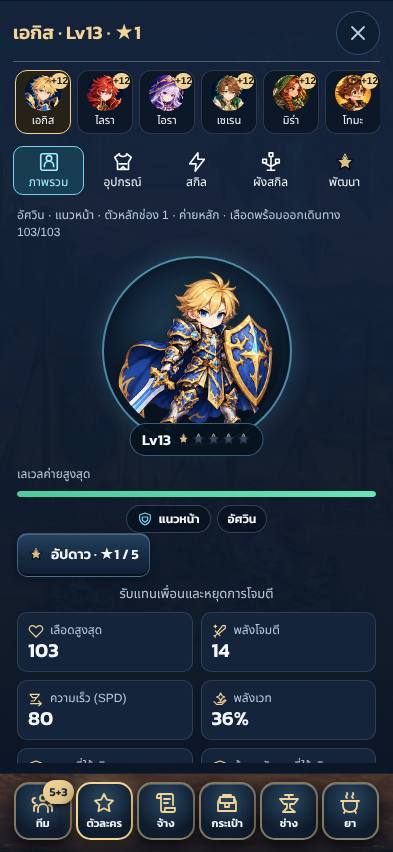 เอกิส · Lv13 · ★1
+12 +12 +12 +12 +12 +12
เอกิส ไลรา ไอรา เซเรน มิร่า โทมะ
ภาพรวม อุปกรณ์ สกิล ผังสกิล พัฒนา
อัศวิน · แนวหน้า · ตัวหลักช่อง 1 · ค่ายหลัก · เลือดพร้อมออกเดินทาง
103/103
Lv13
เลเวลค่ายสูงสุด
แนวหน้า อัศวิน
อัปดาว · ★1 / 5
รับแทนเพื่อนและหยุดการโจมตี
เลือดสูงสุด พลังโจมตี
103 14
ความเร็ว (SPD) พลังเวท
80 36%
5+3
ทีม ตัวละคร จ้าง กระเป๋า ช่าง ยา